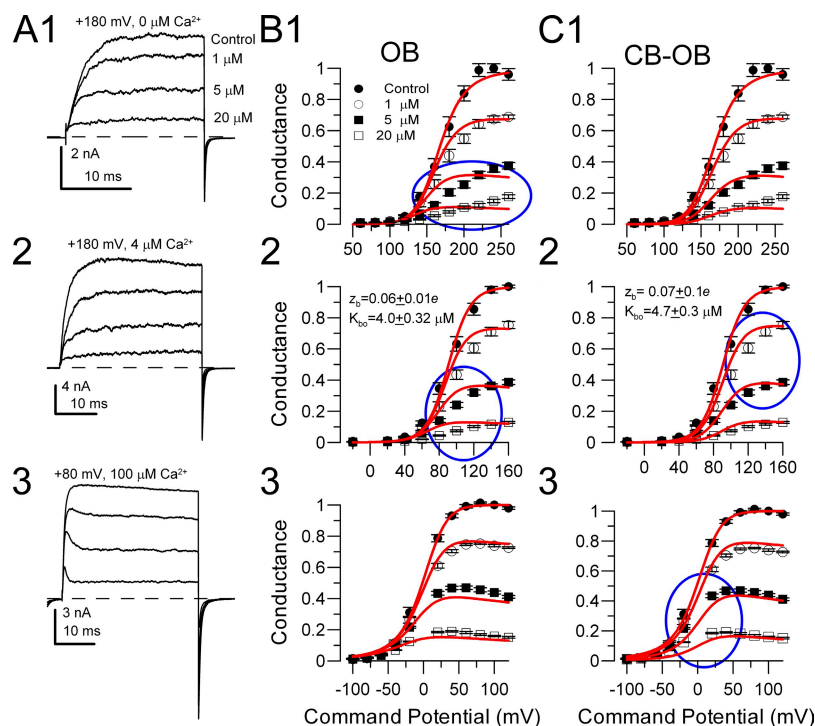 A1
+180 mV, 0 µM Ca²⁺
Control
1 µM
5 µM
20 µM
2 nA
10 ms
2
+180 mV, 4 µM Ca²⁺
4 nA
10 ms
3
+80 mV, 100 µM Ca²⁺
3 nA
10 ms
B1
OB
Control
1 µM
5 µM
20 µM
Conductance
1
0.8
0.6
0.4
0.2
0
50 100 150 200 250
2
z_b=0.06±0.01e
K_bo=4.0±0.32 µM
Conductance
1
0.8
0.6
0.4
0.2
0
0 40 80 120 160
3
Conductance
1
0.8
0.6
0.4
0.2
0
-100 -50 0 50 100
Command Potential (mV)
C1
CB-OB
1
0.8
0.6
0.4
0.2
0
50 100 150 200 250
2
z_b= 0.07±0.1e
K_bo=4.7±0.3 µM
1
0.8
0.6
0.4
0.2
0
0 40 80 120 160
3
1
0.8
0.6
0.4
0.2
0
-100 -50 0 50 100
Command Potential (mV)